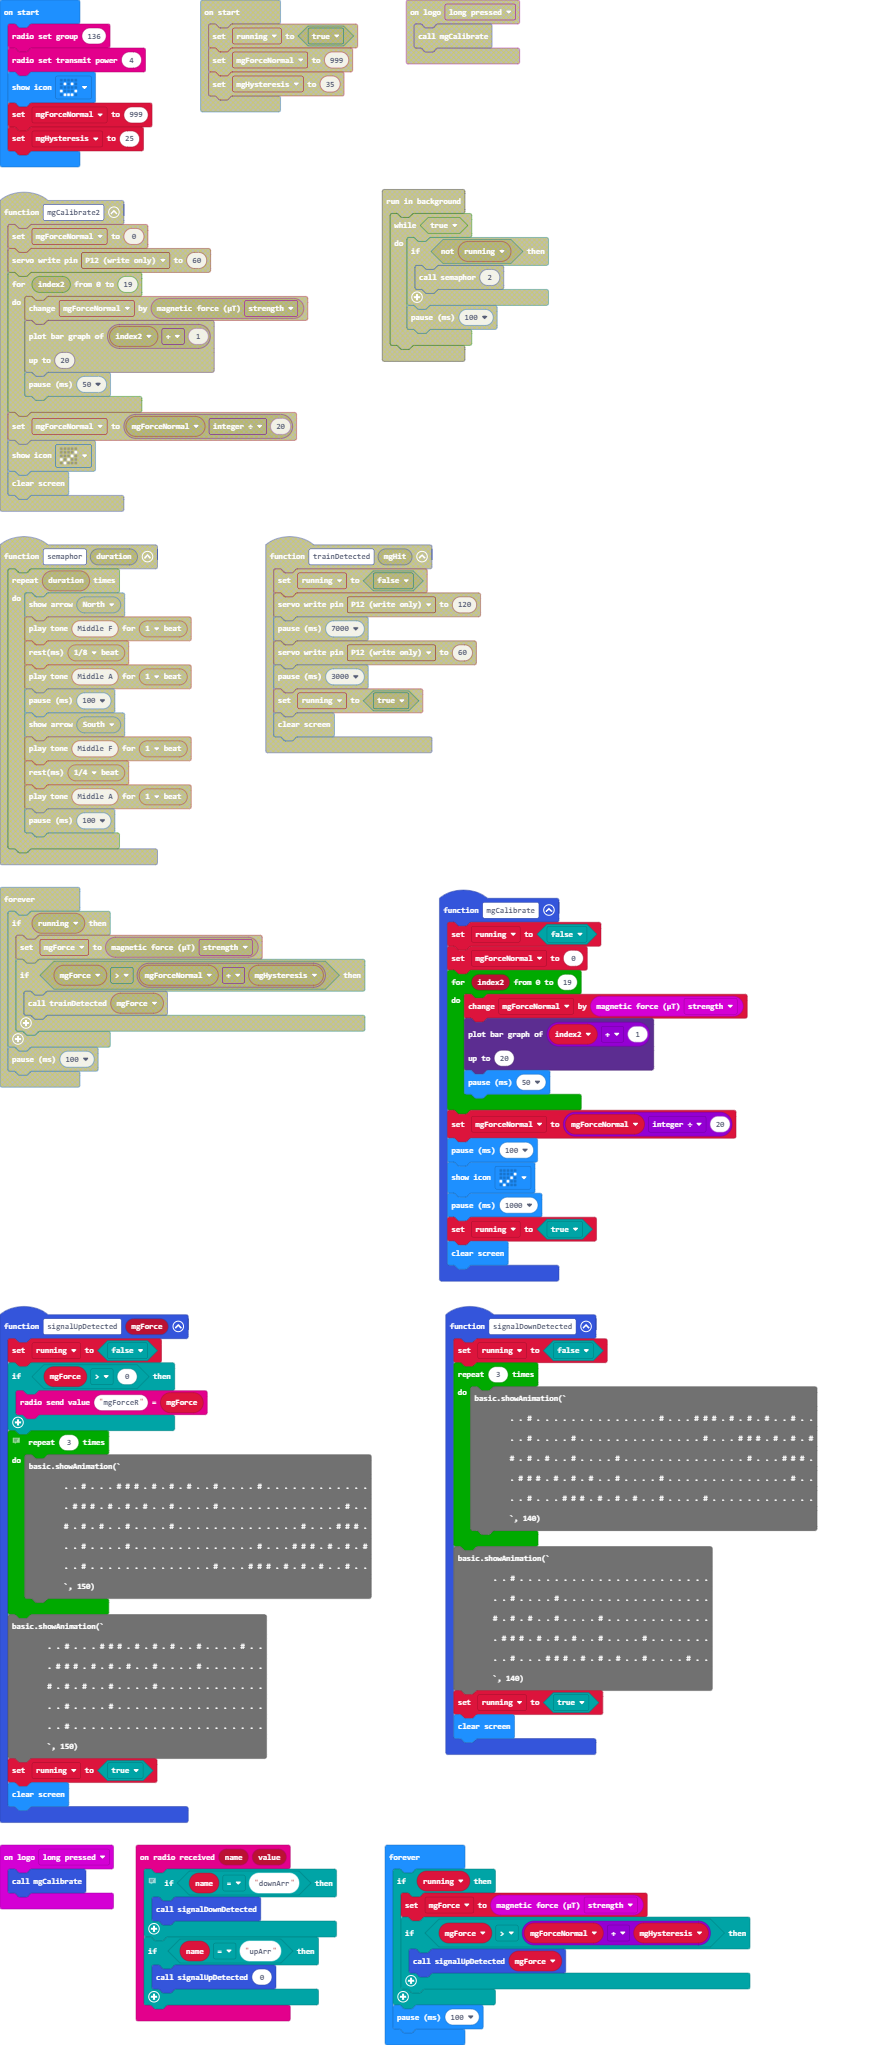 on start
radio set group 136
radio set transmit power 4
show icon
set mgForceNormal to 999
set mgHysteresis to 25
on start
set running to true
set mgForceNormal to 999
set mgHysteresis to 35
on logo long pressed
call mgCalibrate
function mgCalibrate2
set mgForceNormal to 0
servo write pin P12 (write only) to 60
for index2 from 0 to 19
do
change mgForceNormal by magnetic force (µT) strength
plot bar graph of index2 + 1
up to 20
pause (ms) 50
set mgForceNormal to mgForceNormal integer ÷ 20
show icon
clear screen
run in background
while true
do
if not running then
call semaphor 2
pause (ms) 100
function semaphor duration
repeat duration times
do
show arrow North
play tone Middle F for 1 beat
rest(ms) 1/8 beat
play tone Middle A for 1 beat
pause (ms) 100
show arrow South
play tone Middle F for 1 beat
rest(ms) 1/4 beat
play tone Middle A for 1 beat
pause (ms) 100
function trainDetected mgHit
set running to false
servo write pin P12 (write only) to 120
pause (ms) 7000
servo write pin P12 (write only) to 60
pause (ms) 3000
set running to true
clear screen
forever
if running then
set mgForce to magnetic force (µT) strength
if mgForce > mgForceNormal + mgHysteresis then
call trainDetected mgForce
pause (ms) 100
function mgCalibrate
set running to false
set mgForceNormal to 0
for index2 from 0 to 19
do
change mgForceNormal by magnetic force (µT) strength
plot bar graph of index2 + 1
up to 20
pause (ms) 50
set mgForceNormal to mgForceNormal integer ÷ 20
pause (ms) 100
show icon
pause (ms) 1000
set running to true
clear screen
function signalUpDetected mgForce
set running to false
if mgForce > 0 then
radio send value "mgForceR" = mgForce
repeat 3 times
do
basic.showAnimation(`
. . # . . . # # # . # . # . # . . # . . . . # . . . . . . . . . . . .
. # # # . # . # . # . . # . . . . # . . . . . . . . . . . . . . # . .
# . # . # . . # . . . . # . . . . . . . . . . . . . . # . . . # # # .
. . # . . . . # . . . . . . . . . . . . . . # . . . # # # . # . # . #
. . # . . . . . . . . . . . . . . # . . . # # # . # . # . # . . # . .
`, 150)
basic.showAnimation(`
. . # . . . # # # . # . # . # . . # . . . . # . .
. # # # . # . # . # . . # . . . . # . . . . . . .
# . # . # . . # . . . . # . . . . . . . . . . . .
. . # . . . . # . . . . . . . . . . . . . . . . .
. . # . . . . . . . . . . . . . . . . . . . . . .
`, 150)
set running to true
clear screen
function signalDownDetected
set running to false
repeat 3 times
do
basic.showAnimation(`
. . # . . . . . . . . . . . . . . # . . . # # # . # . # . # . . # . .
. . # . . . . # . . . . . . . . . . . . . . # . . . . # # # . # . # . #
# . # . # . . # . . . . # . . . . . . . . . . . . . . # . . . # # # .
. # # # . # . # . # . . # . . . . # . . . . . . . . . . . . . . # . .
. . # . . . # # # . # . # . # . . # . . . . # . . . . . . . . . . . .
`, 140)
basic.showAnimation(`
. . # . . . . . . . . . . . . . . . . . . . . . .
. . # . . . . # . . . . . . . . . . . . . . . . .
# . # . # . . # . . . . # . . . . . . . . . . . .
. # # # . # . # . # . . # . . . . # . . . . . . .
. . # . . . # # # . # . # . # . . # . . . . # . .
`, 140)
set running to true
clear screen
on logo long pressed
call mgCalibrate
on radio received name value
if name = "downArr" then
call signalDownDetected
if name = "upArr" then
call signalUpDetected 0
forever
if running then
set mgForce to magnetic force (µT) strength
if mgForce > mgForceNormal + mgHysteresis then
call signalUpDetected mgForce
pause (ms) 100